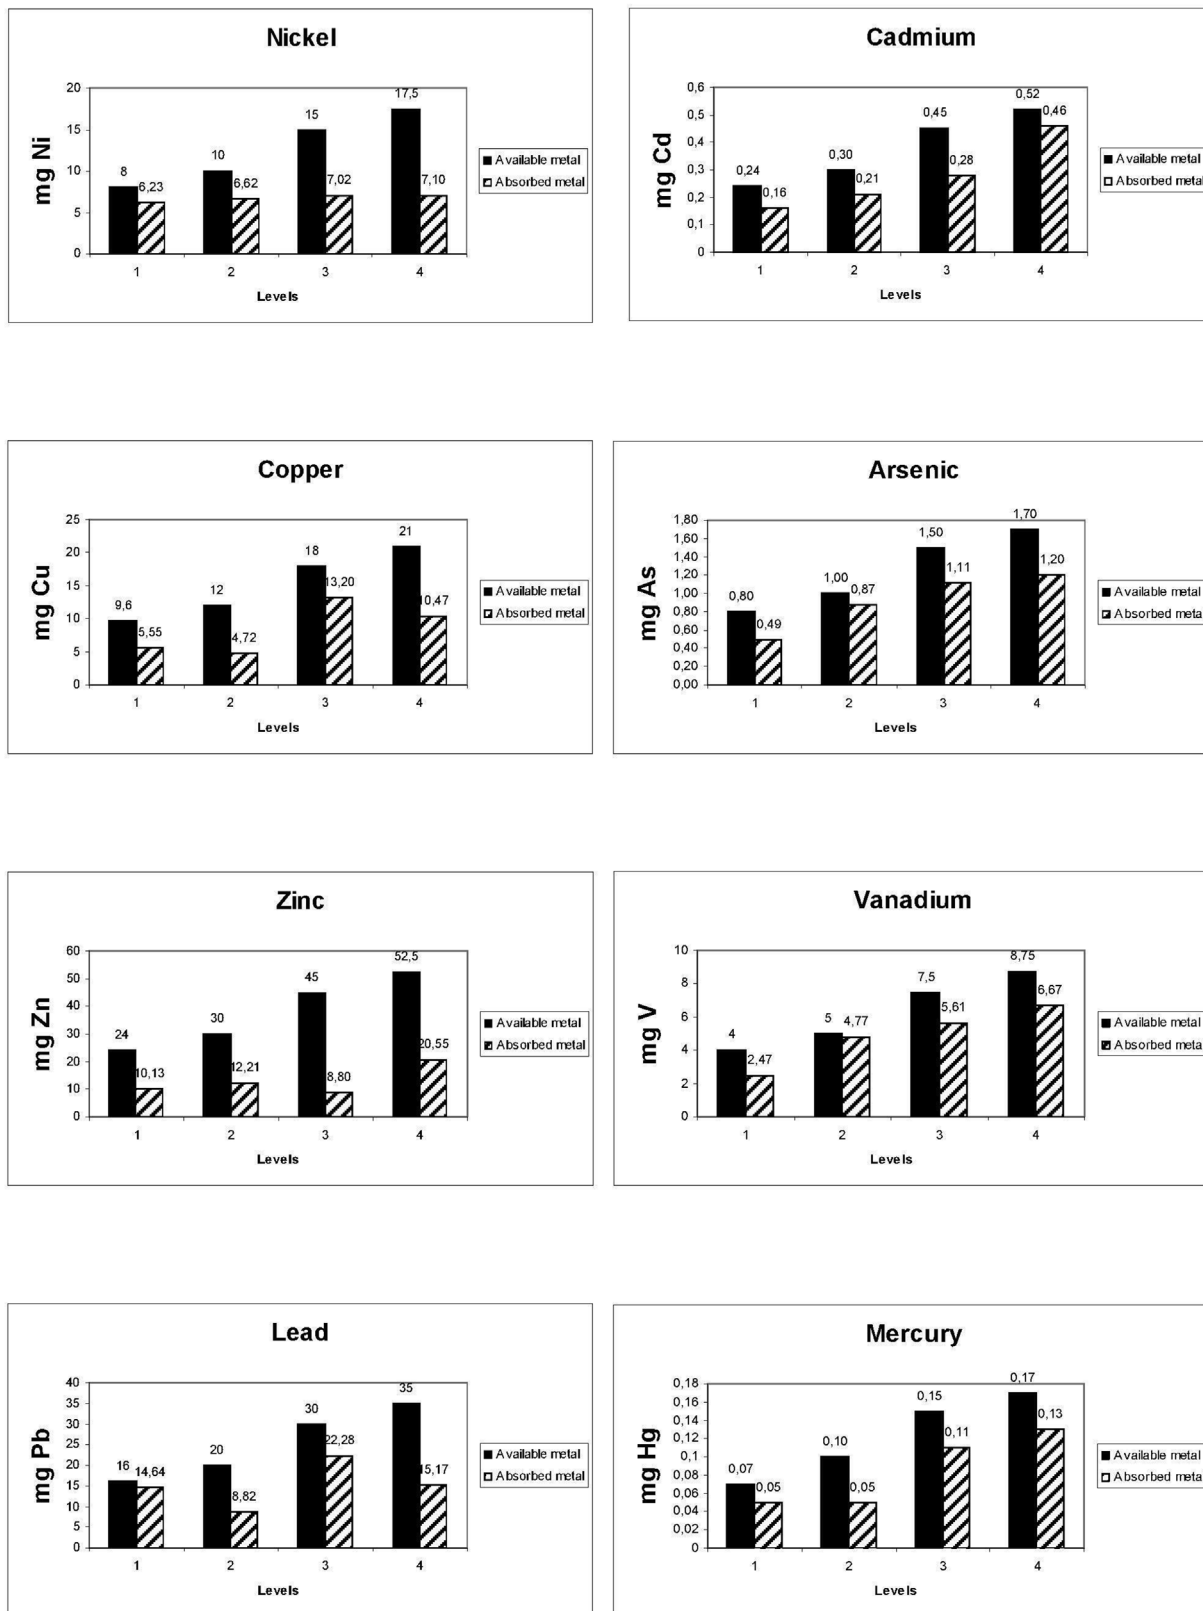 Nickel
mg Ni
20
15
10
5
0
8
6,23
10
6,62
15
7,02
17,5
7,10
1 2 3 4
Levels
Available metal
Absorbed metal
Cadmium
mg Cd
0,6
0,5
0,4
0,3
0,2
0,1
0
0,24
0,16
0,30
0,21
0,45
0,28
0,52
0,46
1 2 3 4
Levels
Available metal
Absorbed metal
Copper
mg Cu
25
20
15
10
5
0
9,6
5,55
12
4,72
18
13,20
21
10,47
1 2 3 4
Levels
Available metal
Absorbed metal
Arsenic
mg As
1,80
1,60
1,40
1,20
1,00
0,80
0,60
0,40
0,20
0,00
0,80
0,49
1,00
0,87
1,50
1,11
1,70
1,20
1 2 3 4
Levels
Available metal
Absorbed metal
Zinc
mg Zn
60
50
40
30
20
10
0
24
10,13
30
12,21
45
8,80
52,5
20,55
1 2 3 4
Levels
Available metal
Absorbed metal
Vanadium
mg V
10
8
6
4
2
0
4
2,47
5
4,77
7,5
5,61
8,75
6,67
1 2 3 4
Levels
Available metal
Absorbed metal
Lead
mg Pb
40
35
30
25
20
15
10
5
0
16
14,64
20
8,82
30
22,28
35
15,17
1 2 3 4
Levels
Available metal
Absorbed metal
Mercury
mg Hg
0,18
0,16
0,14
0,12
0,1
0,08
0,06
0,04
0,02
0
0,07
0,05
0,10
0,05
0,15
0,11
0,17
0,13
1 2 3 4
Levels
Available metal
Absorbed metal